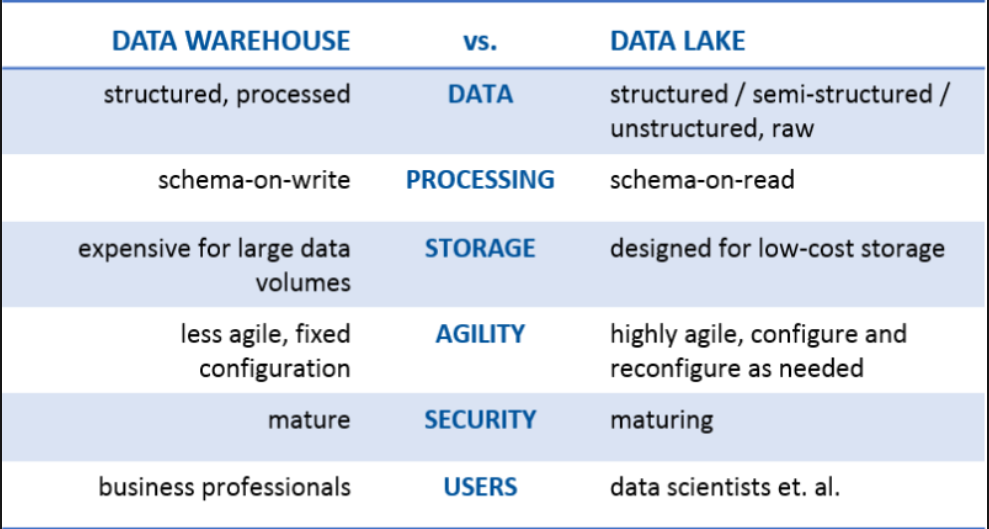 DATA WAREHOUSE vs. DATA LAKE
structured, processed DATA structured / semi-structured /
unstructured, raw
schema-on-write PROCESSING schema-on-read
expensive for large data STORAGE designed for low-cost storage
volumes
less agile, fixed AGILITY highly agile, configure and
configuration reconfigure as needed
mature SECURITY maturing
business professionals USERS data scientists et. al.